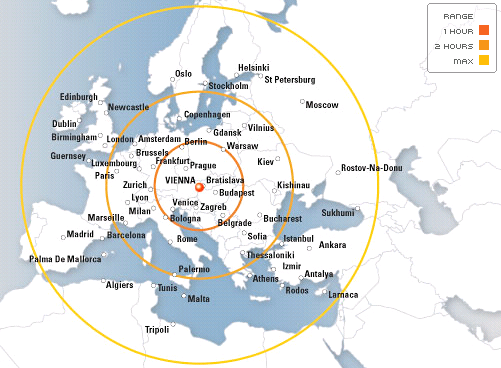 RANGE
1 HOUR
2 HOURS
MAX
Oslo
Helsinki
St Petersburg
Stockholm
Edinburgh
Newcastle
Moscow
Copenhagen
Dublin
Gdansk
Vilnius
Birmingham
London
Amsterdam
Berlin
Warsaw
Guernsey
Brussels
Luxembourg
Frankfurt
Prague
Kiev
Paris
Rostov-Na-Donu
VIENNA
Bratislava
Zurich
Budapest
Kishinau
Lyon
Venice
Zagreb
Milan
Sukhumi
Marseille
Bologna
Belgrade
Bucharest
Madrid
Barcelona
Rome
Sofia
Istanbul
Ankara
Palma De Mallorca
Thessaloniki
Palermo
Izmir
Algiers
Tunis
Athens
Antalya
Malta
Rodos
Larnaca
Tripoli